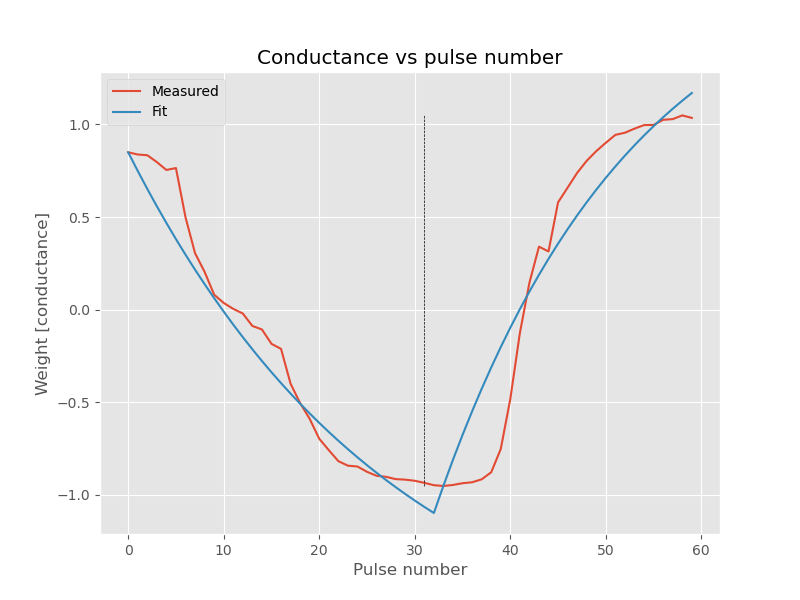 Conductance vs pulse number
Measured
Fit
1.0
0.5
0.0
−0.5
−1.0
Weight [conductance]
0 10 20 30 40 50 60
Pulse number